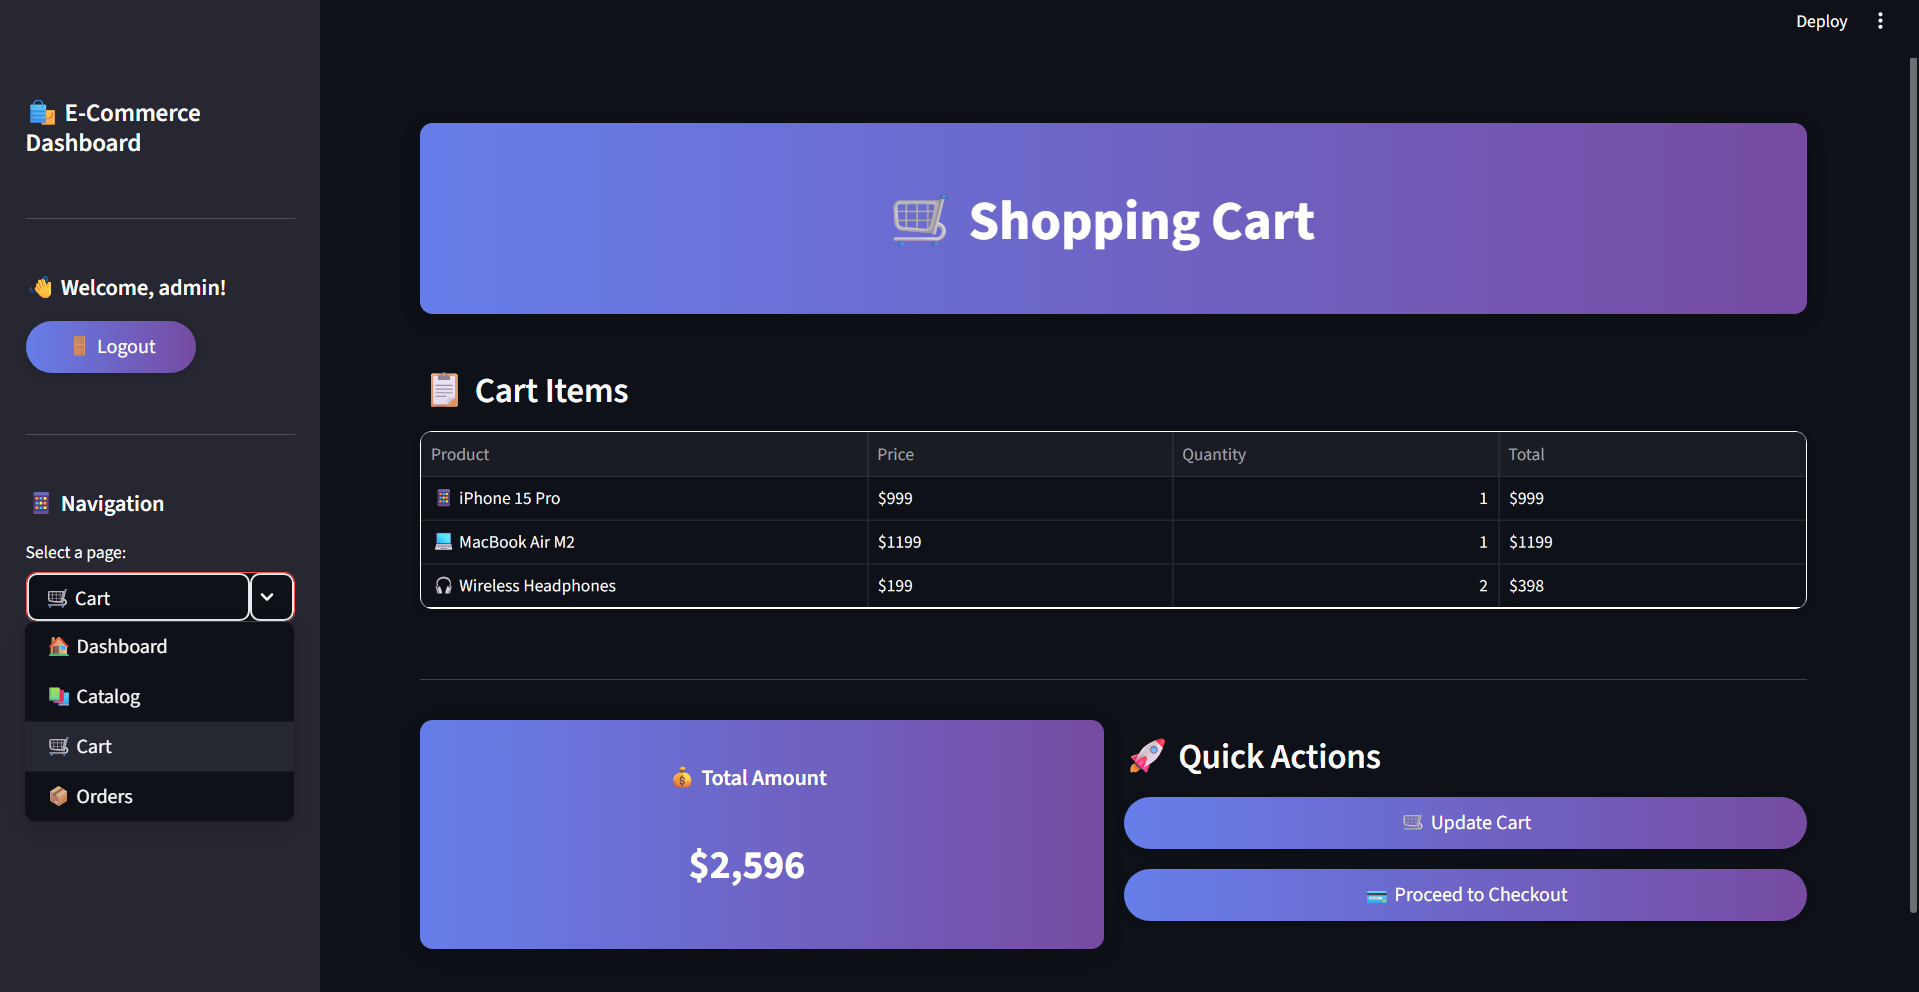 Deploy
E-Commerce
Dashboard
Welcome, admin!
Logout
Navigation
Select a page:
Cart
Dashboard
Catalog
Cart
Orders
Shopping Cart
Cart Items
Product Price Quantity Total
iPhone 15 Pro $999 1 $999
MacBook Air M2 $1199 1 $1199
Wireless Headphones $199 2 $398
Total Amount
$2,596
Quick Actions
Update Cart
Proceed to Checkout